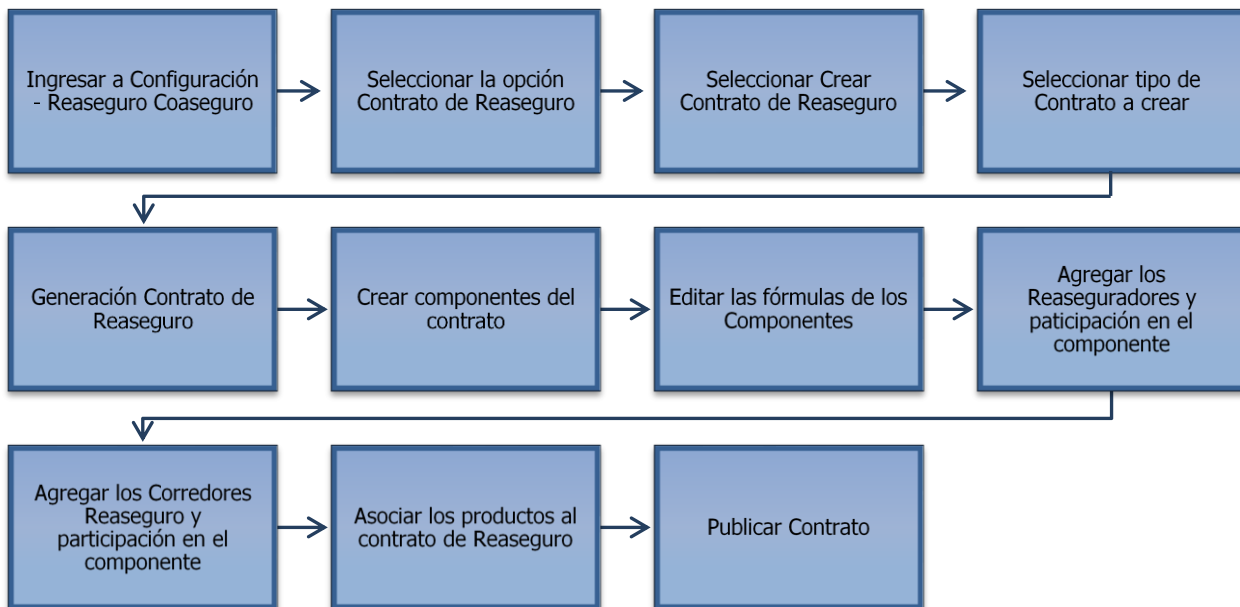 Ingresar a Configuración
- Reaseguro Coaseguro
Seleccionar la opción
Contrato de Reaseguro
Seleccionar Crear
Contrato de Reaseguro
Seleccionar tipo de
Contrato a crear
Generación Contrato de
Reaseguro
Crear componentes del
contrato
Editar las fórmulas de los
Componentes
Agregar los
Reaseguradores y
paticipación en el
componente
Agregar los Corredores
Reaseguro y
participación en el
componente
Asociar los productos al
contrato de Reaseguro
Publicar Contrato